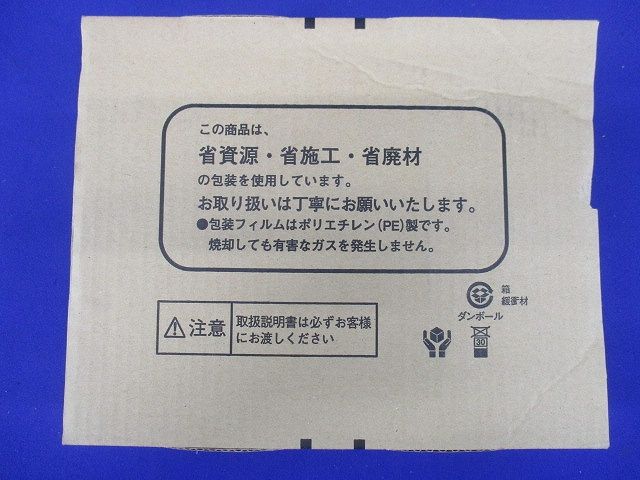 この商品は、
省資源・省施工・省廃材
の包装を使用しています。
お取り扱いは丁寧にお願いいたします。
●包装フィルムはポリエチレン(PE)製です。
焼却しても有害なガスを発生しません。
箱
緩衝材
ダンボール
注意
取扱説明書は必ずお客様
にお渡しください
30